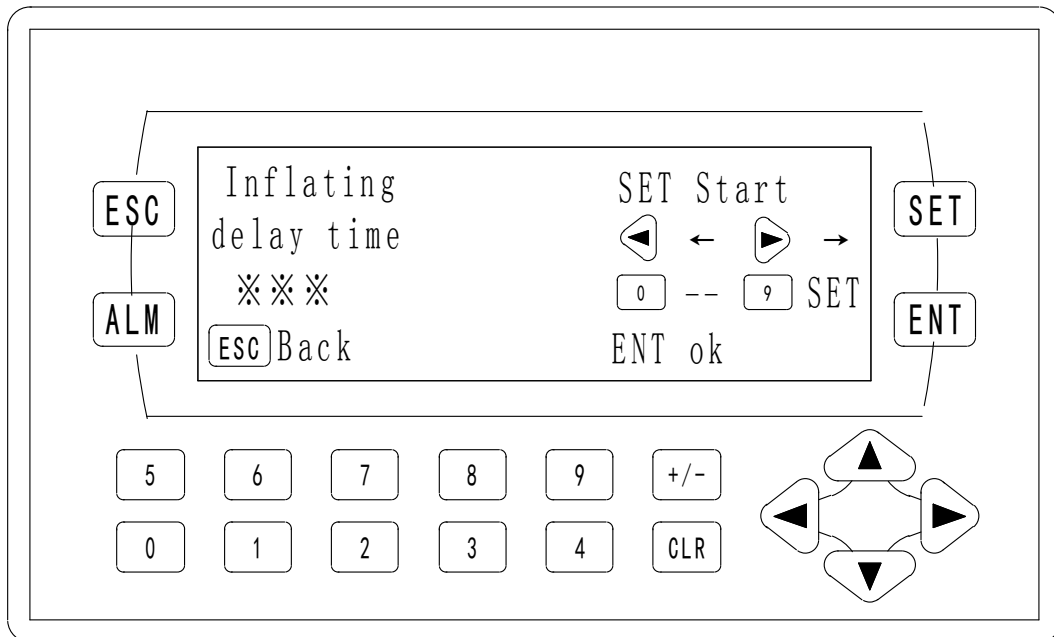 Inflating
delay time
※※※
ESC Back
SET Start
◀ ← ▶ →
0 -- 9 SET
ENT ok
ESC
ALM
SET
ENT
5 6 7 8 9 +/-
0 1 2 3 4 CLR